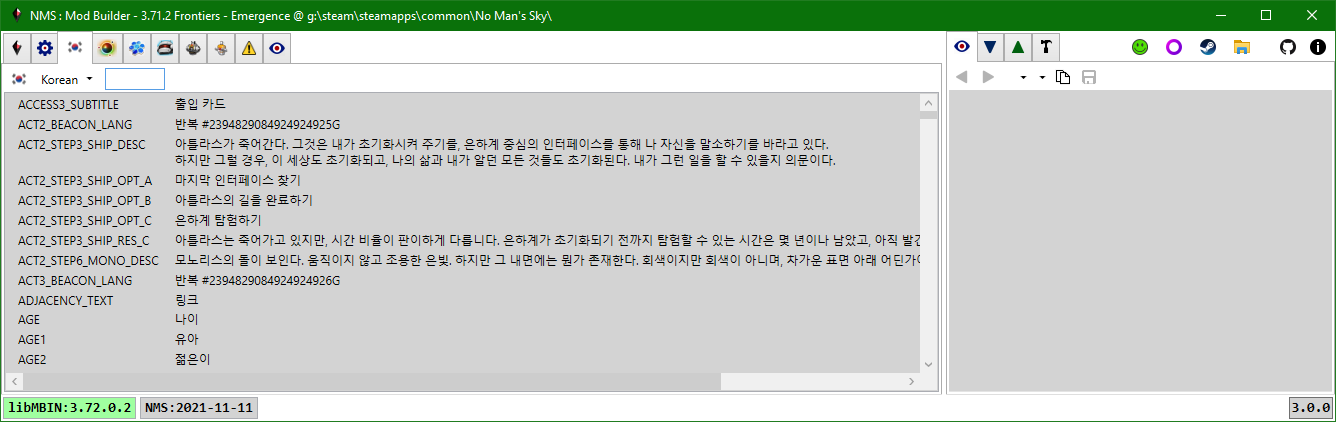 NMS : Mod Builder - 3.71.2 Frontiers - Emergence @ g:\steam\steamapps\common\No Man's Sky\
Korean
ACCESS3_SUBTITLE 출입 카드
ACT2_BEACON_LANG 반복 #2394829084924924925G
ACT2_STEP3_SHIP_DESC 아틀라스가 죽어간다. 그것은 내가 초기화시켜 주기를, 은하계 중심의 인터페이스를 통해 나 자신을 말소하기를 바라고 있다.
하지만 그럴 경우, 이 세상도 초기화되고, 나의 삶과 내가 알던 모든 것들도 초기화된다. 내가 그런 일을 할 수 있을지 의문이다.
ACT2_STEP3_SHIP_OPT_A 마지막 인터페이스 찾기
ACT2_STEP3_SHIP_OPT_B 아틀라스의 길을 완료하기
ACT2_STEP3_SHIP_OPT_C 은하계 탐험하기
ACT2_STEP3_SHIP_RES_C 아틀라스는 죽어가고 있지만, 시간 비율이 판이하게 다릅니다. 은하계가 초기화되기 전까지 탐험할 수 있는 시간은 몇 년이나 남았고, 아직 발견
ACT2_STEP6_MONO_DESC 모노리스의 돌이 보인다. 움직이지 않고 조용한 은빛. 하지만 그 내면에는 뭔가 존재한다. 회색이지만 회색이 아니며, 차가운 표면 아래 어딘가에
ACT3_BEACON_LANG 반복 #2394829084924924926G
ADJACENCY_TEXT 링크
AGE 나이
AGE1 유아
AGE2 젊은이
libMBIN:3.72.0.2 NMS:2021-11-11 3.0.0